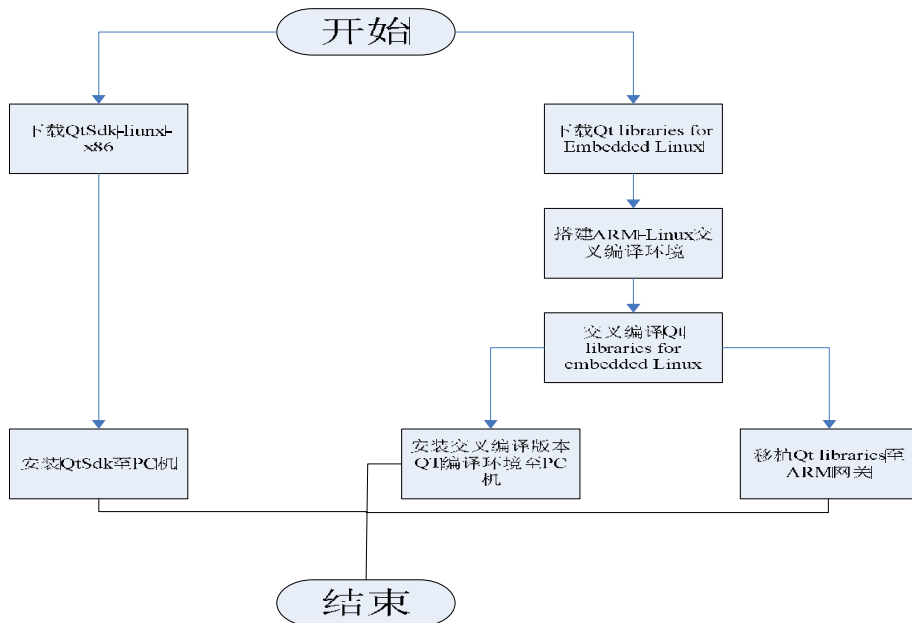 开始
下载QtSdk-liunx-
x86
下载Qt libraries for
Embedded Linux
搭建ARM-Linux交
叉编译环境
交叉编译Qt
libraries for
embedded Linux
安装QtSdk至PC机
安装交叉编译版本
QT编译环境至PC
机
移植Qt libraries至
ARM网关
结束